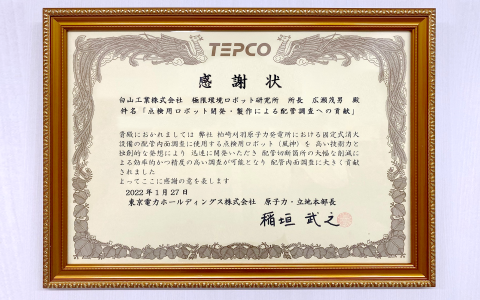 TEPCO
感謝状
白山工業株式会社 極限環境ロボット研究所 所長 広瀬茂男 殿
件名「点検用ロボット開発・製作による配管調査への貢献」
貴殿におかれましては 弊社 柏崎刈羽原子力発電所における固定式消火
設備の配管内面調査に使用する点検用ロボット(風神)を 高い技術力と
独創的な発想により 迅速に開発いただき 配管切断箇所の大幅な削減に
よる効率的かつ精度の高い調査が可能となり 配管内面調査に大きく貢献
されました
よってここに感謝の意を表します
2022年1月27日
東京電力ホールディングス株式会社 原子力・立地本部長
稲垣 武之